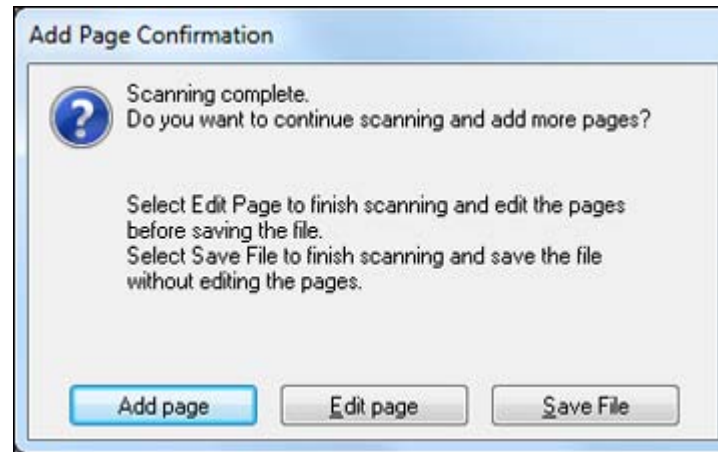 Add Page Confirmation
Scanning complete.
Do you want to continue scanning and add more pages?
Select Edit Page to finish scanning and edit the pages
before saving the file.
Select Save File to finish scanning and save the file
without editing the pages.
Add page
Edit page
Save File